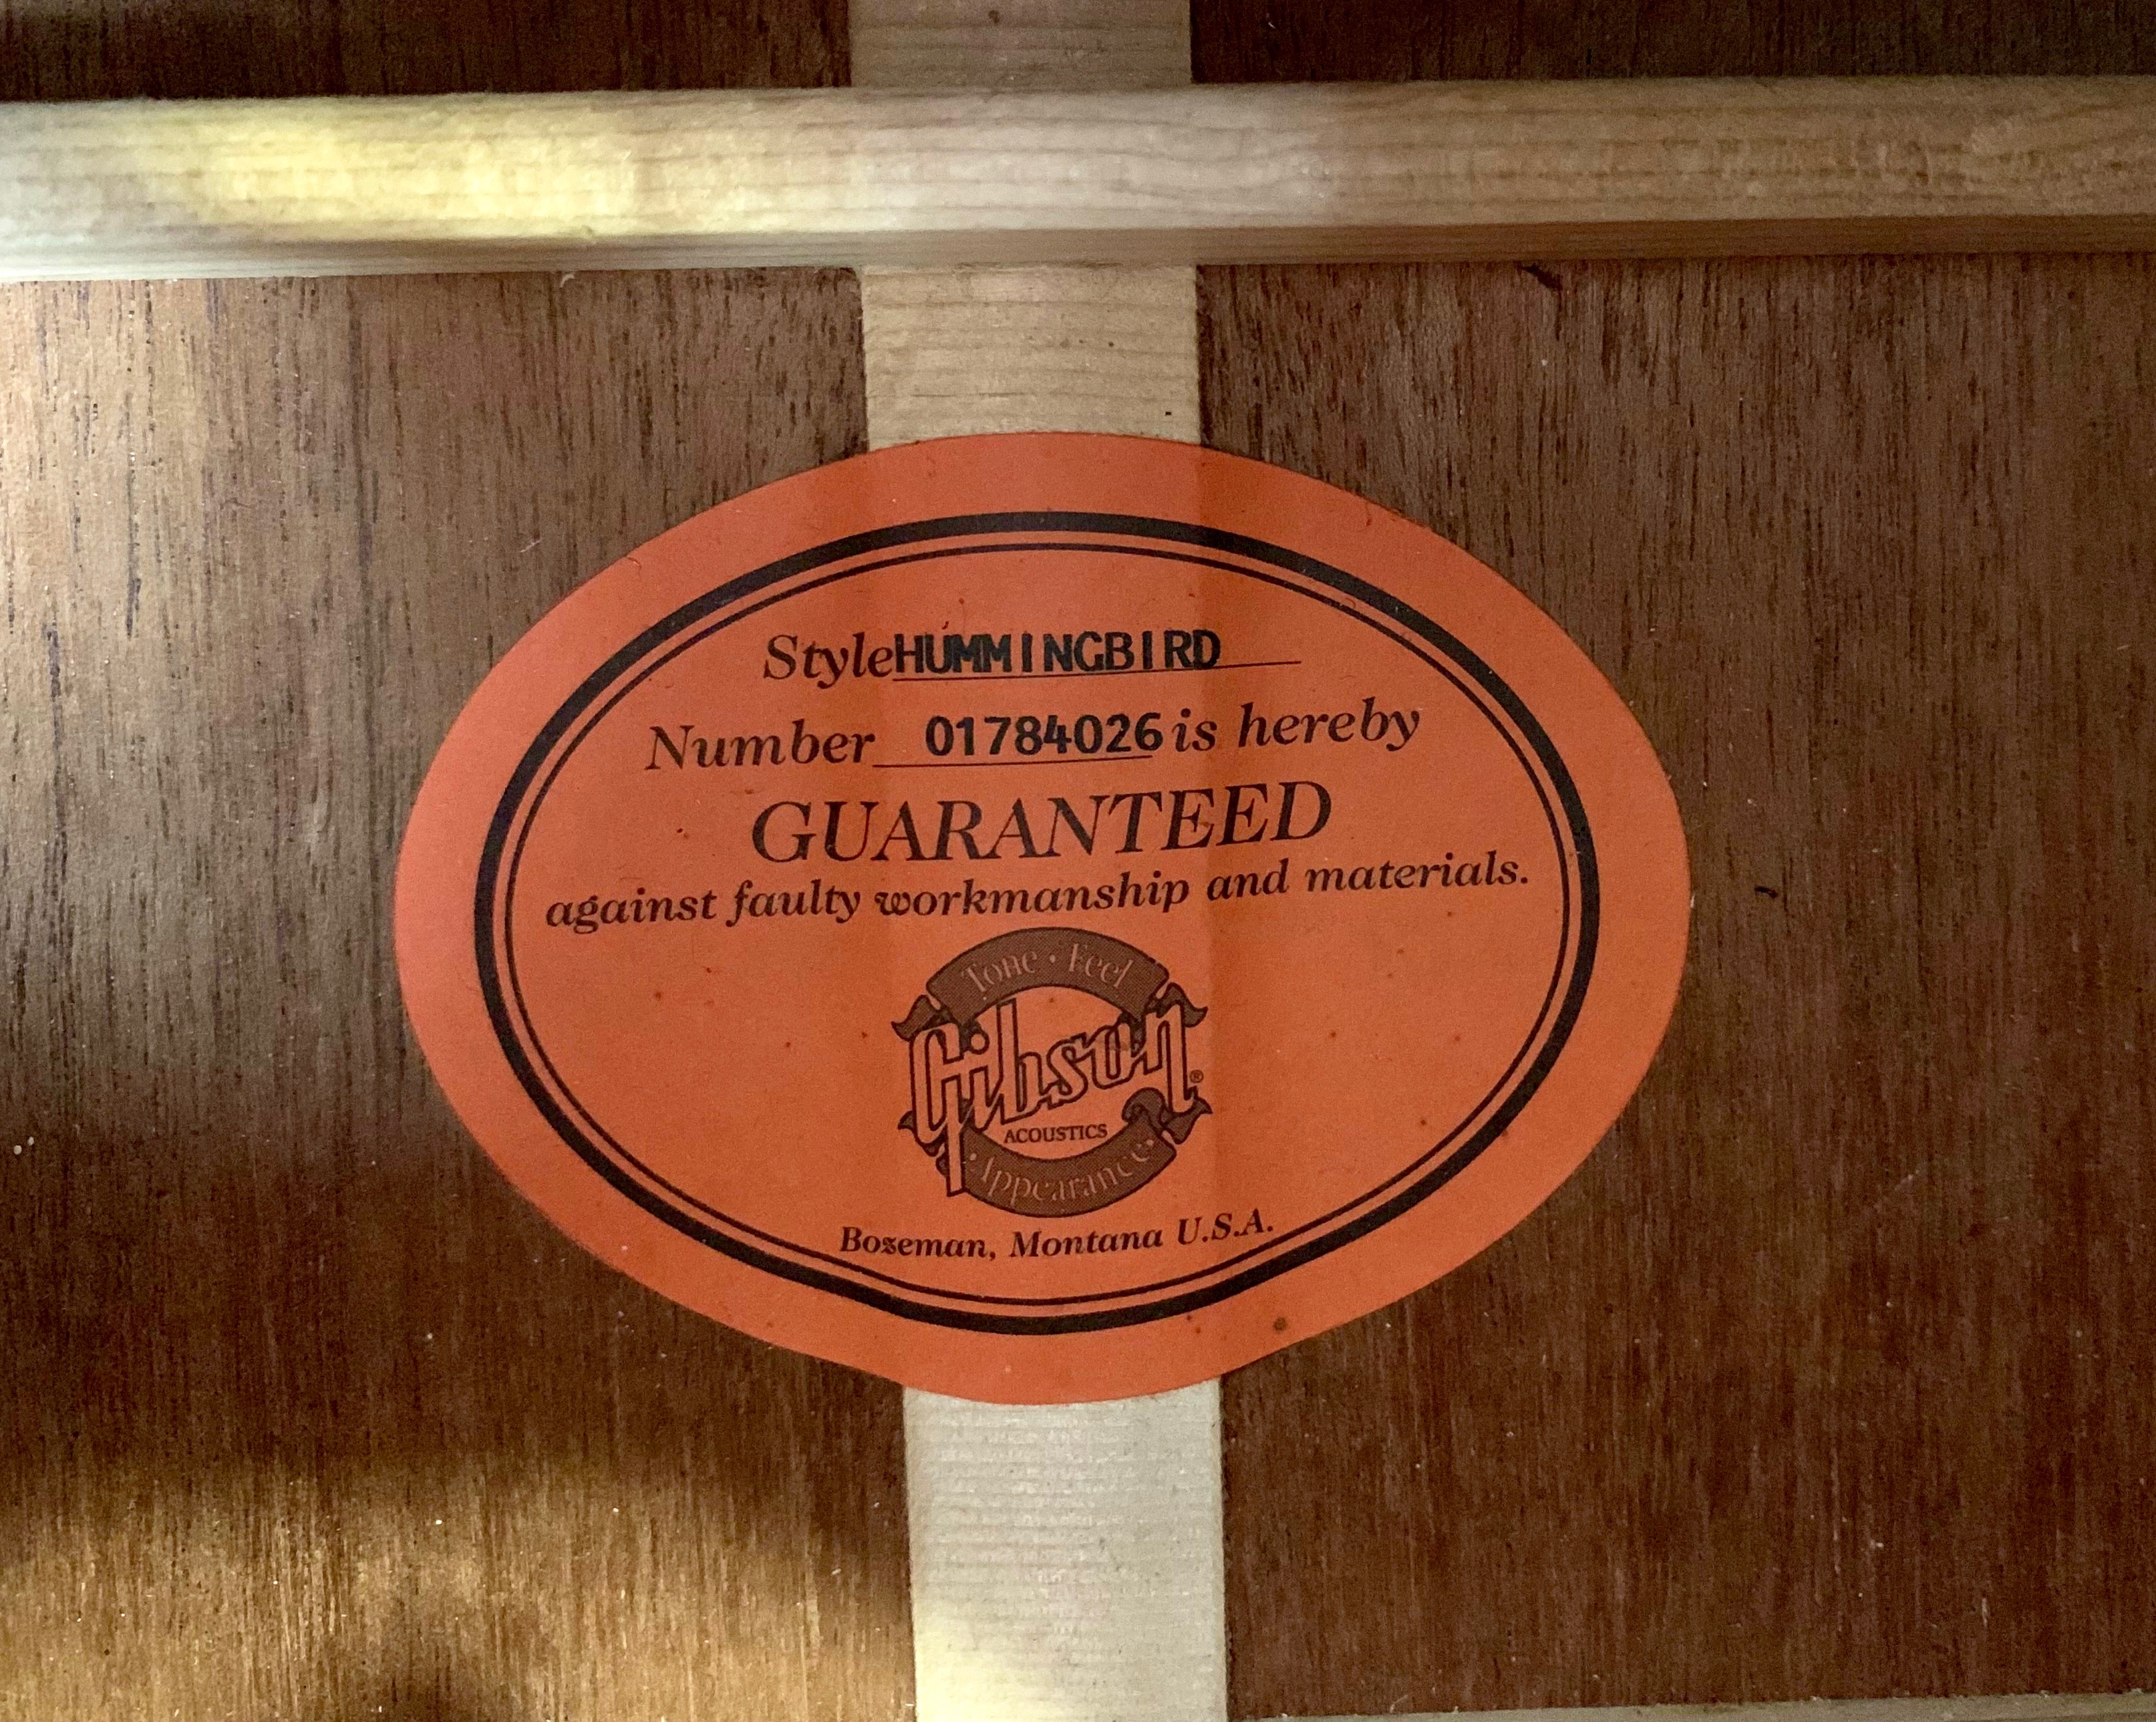 Style HUMMINGBIRD
Number 01784026 is hereby
GUARANTEED
against faulty workmanship and materials.
Tone · Feel
Gibson®
ACOUSTICS
· Appearance ·
Bozeman, Montana U.S.A.